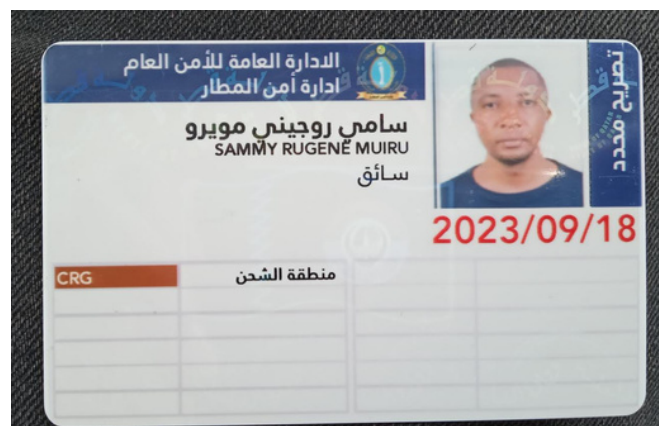 الادارة العامة للأمن العام
ادارة أمن المطار
تصريح محدد
سامي روجيني مويرو
SAMMY RUGENE MUIRU
سائق
2023/09/18
CRG
منطقة الشحن